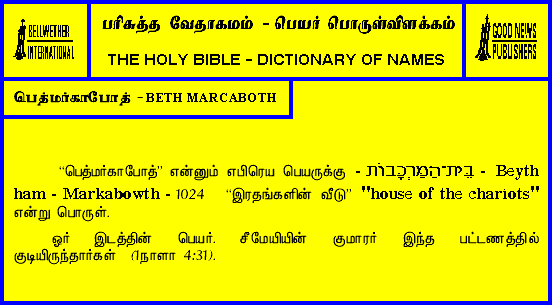 BELLWETHER
INTERNATIONAL
பரிசுத்த வேதாகமம் - பெயர் பொருள்விளக்கம்
THE HOLY BIBLE - DICTIONARY OF NAMES
GOOD NEWS
PUBLISHERS
பெத்மர்காபோத் - BETH MARCABOTH
“பெத்மர்காபோத்” என்னும் எபிரெய பெயருக்கு - בֵּית־הַמַּרְכָּבוֹת - Beyth
ham - Markabowth - 1024 “இரதங்களின் வீடு” "house of the chariots"
என்று பொருள்.
ஓர் இடத்தின் பெயர். சீமேயியின் குமாரர் இந்த பட்டணத்தில்
குடியிருந்தார்கள் (1நாளா 4:31).